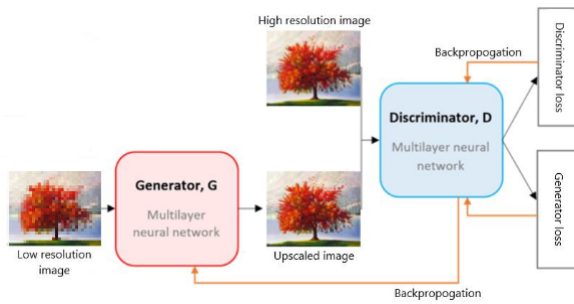 High resolution image
Backpropogation
Discriminator loss
Discriminator, D
Multilayer neural
network
Generator, G
Multilayer
neural network
Generator loss
Low resolution
image
Upscaled image
Backpropogation